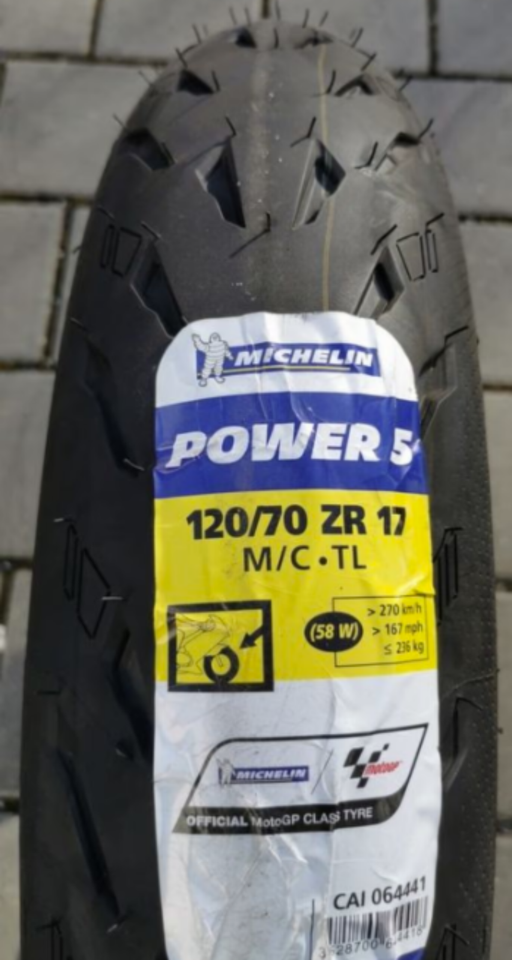 MICHELIN
POWER 5
120/70 ZR 17
M/C • TL
(58 W)
> 270 km/h
> 167 mph
≤ 236 kg
MICHELIN
motoGP
OFFICIAL MotoGP CLASS TYRE
CAI 064441